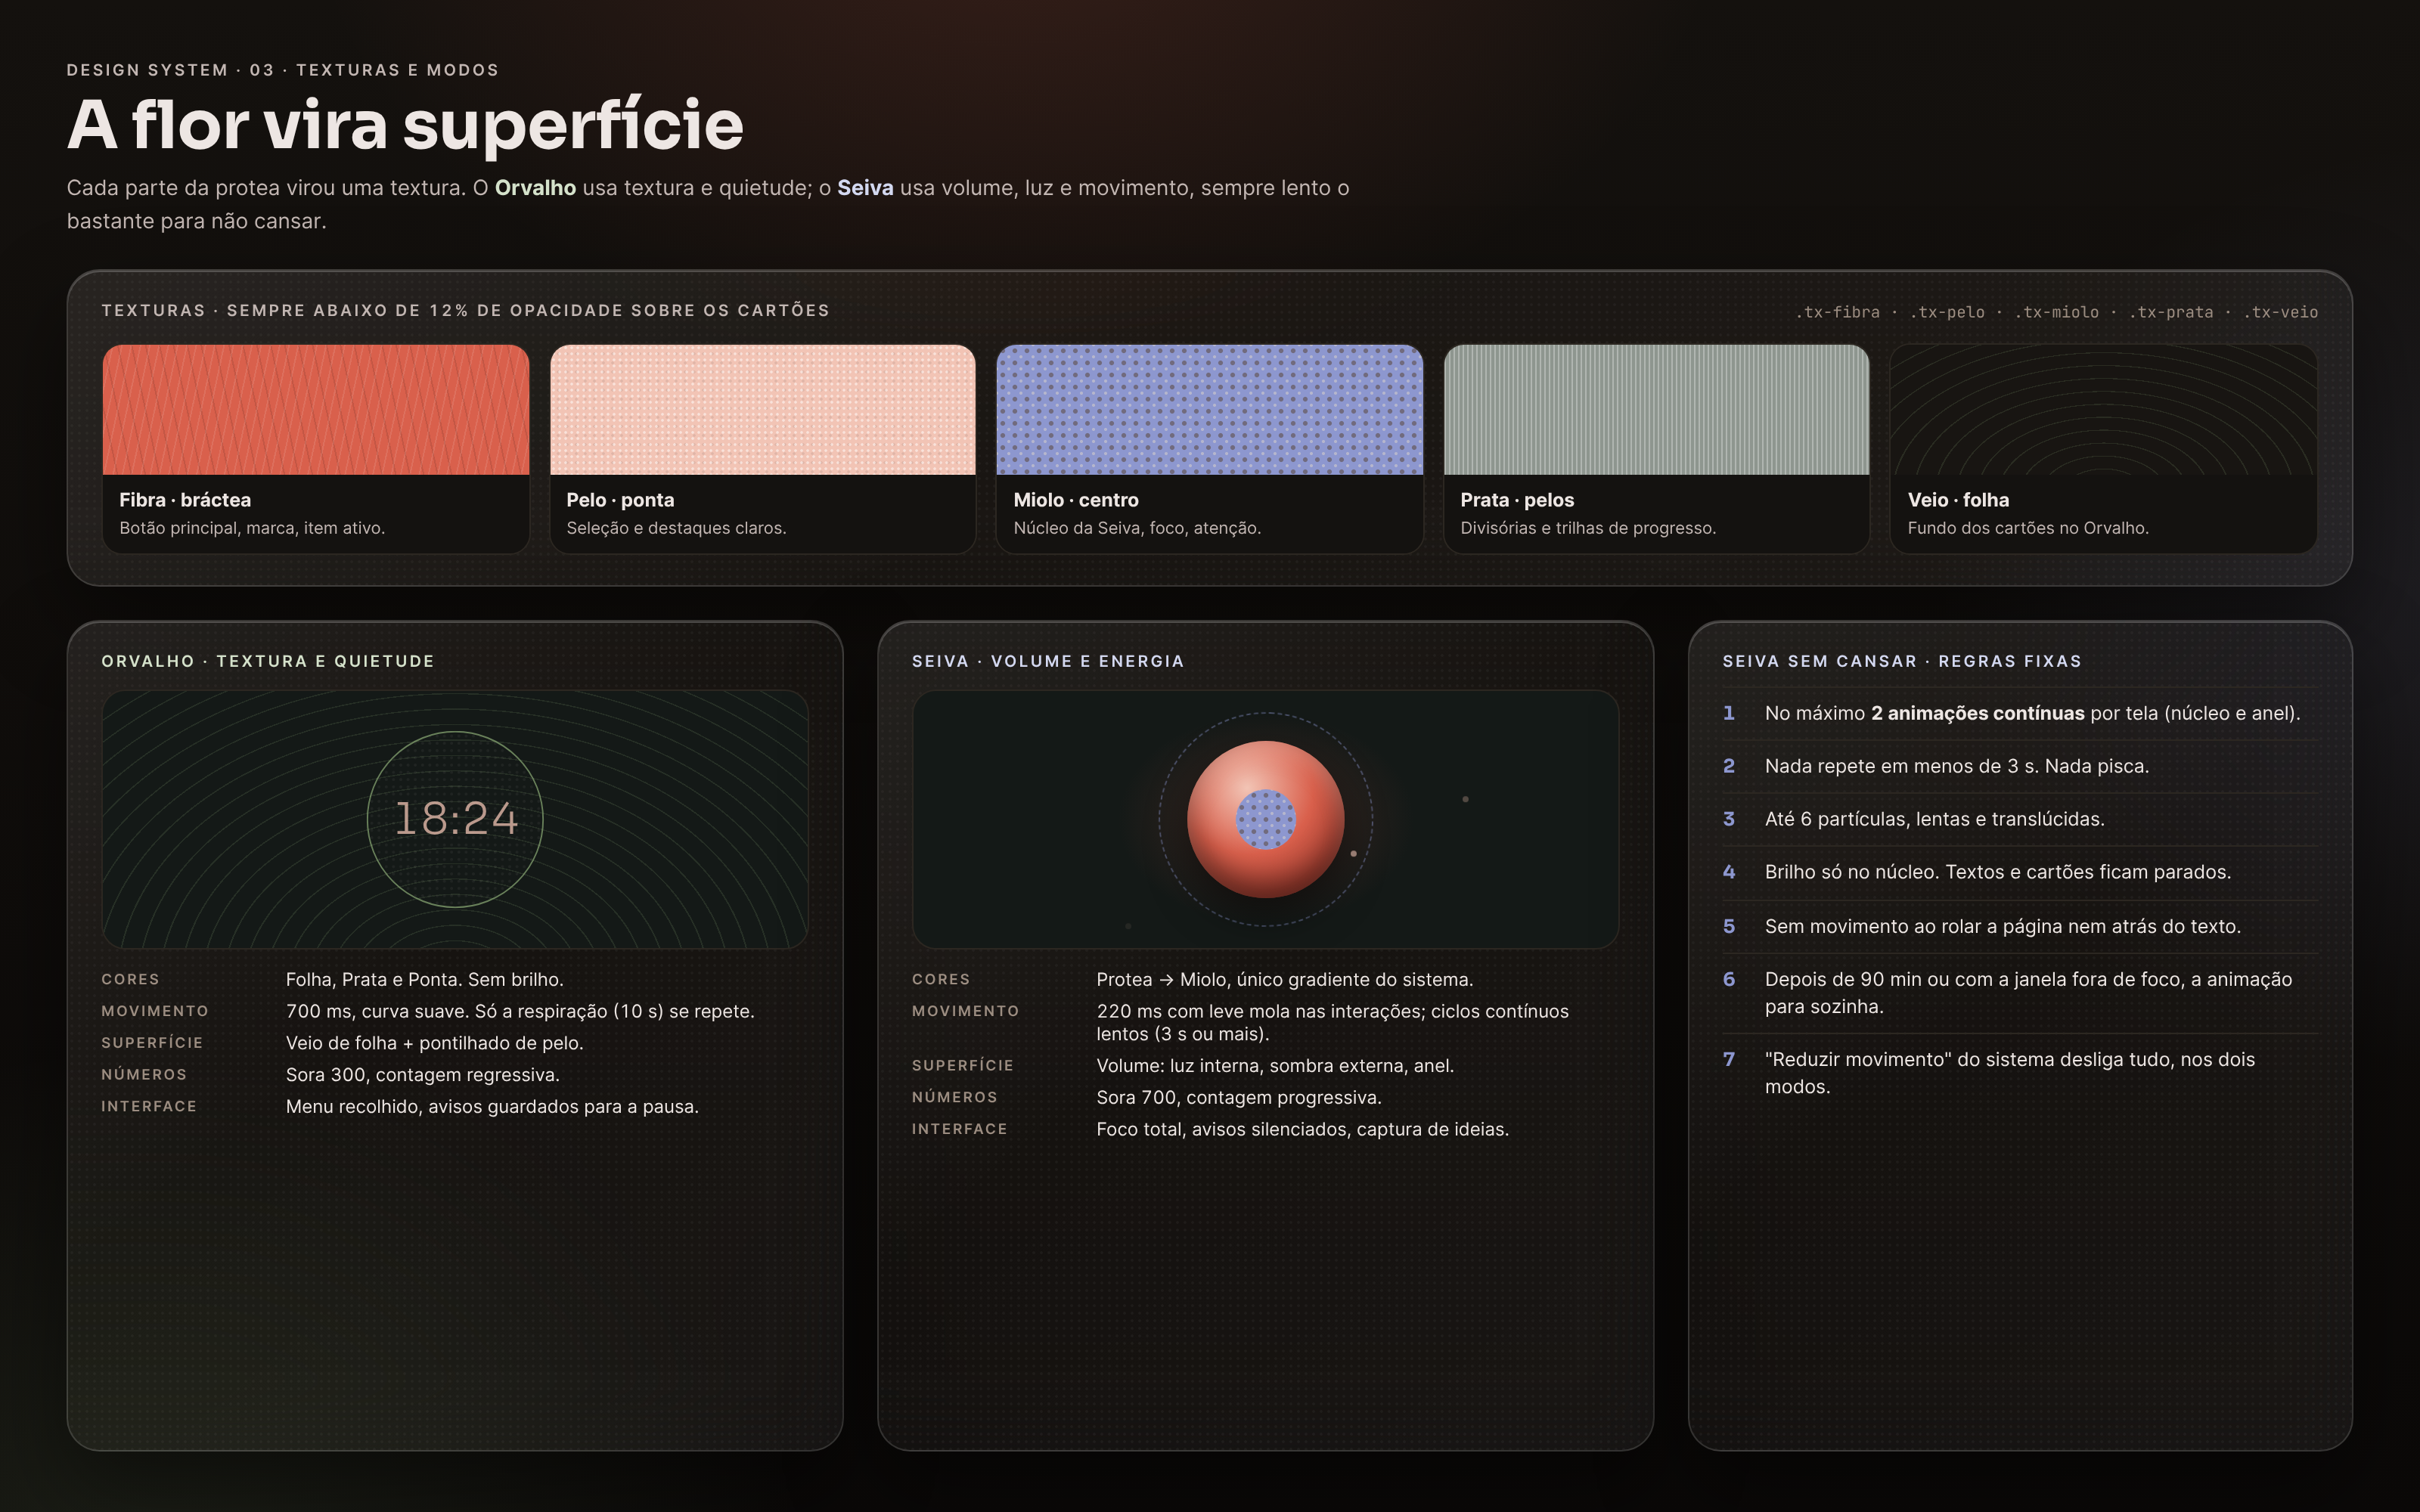 DESIGN SYSTEM · 03 · TEXTURAS E MODOS
A flor vira superfície
Cada parte da protea virou uma textura. O Orvalho usa textura e quietude; o Seiva usa volume, luz e movimento, sempre lento o
bastante para não cansar.
TEXTURAS · SEMPRE ABAIXO DE 12% DE OPACIDADE SOBRE OS CARTÕES
.tx-fibra · .tx-pelo · .tx-miolo · .tx-prata · .tx-veio
Fibra · bráctea
Botão principal, marca, item ativo.
Pelo · ponta
Seleção e destaques claros.
Miolo · centro
Núcleo da Seiva, foco, atenção.
Prata · pelos
Divisórias e trilhas de progresso.
Veio · folha
Fundo dos cartões no Orvalho.
ORVALHO · TEXTURA E QUIETUDE
18:24
CORES
Folha, Prata e Ponta. Sem brilho.
MOVIMENTO
700 ms, curva suave. Só a respiração (10 s) se repete.
SUPERFÍCIE
Veio de folha + pontilhado de pelo.
NÚMEROS
Sora 300, contagem regressiva.
INTERFACE
Menu recolhido, avisos guardados para a pausa.
SEIVA · VOLUME E ENERGIA
CORES
Protea → Miolo, único gradiente do sistema.
MOVIMENTO
220 ms com leve mola nas interações; ciclos contínuos
lentos (3 s ou mais).
SUPERFÍCIE
Volume: luz interna, sombra externa, anel.
NÚMEROS
Sora 700, contagem progressiva.
INTERFACE
Foco total, avisos silenciados, captura de ideias.
SEIVA SEM CANSAR · REGRAS FIXAS
1 No máximo 2 animações contínuas por tela (núcleo e anel).
2 Nada repete em menos de 3 s. Nada pisca.
3 Até 6 partículas, lentas e translúcidas.
4 Brilho só no núcleo. Textos e cartões ficam parados.
5 Sem movimento ao rolar a página nem atrás do texto.
6 Depois de 90 min ou com a janela fora de foco, a animação
para sozinha.
7 "Reduzir movimento" do sistema desliga tudo, nos dois
modos.